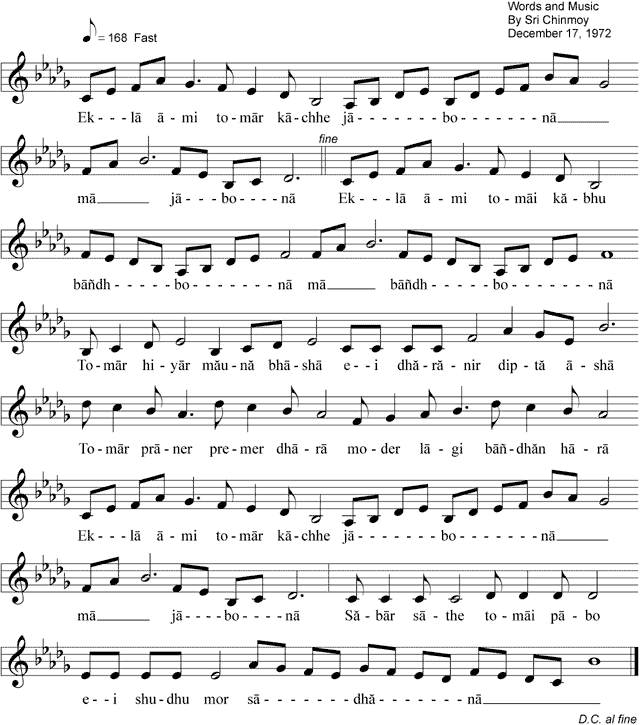 Words and Music
By Sri Chinmoy
December 17, 1972
= 168 Fast
Ek - - - lā ā - mi to - mār kā - chhe jā - - - - - - - - - - bo - - - - nā
fine
mā jā - - - bo - - - nā Ek - - - lā ā - mi to - māi kă - bhu
bāñdh - - - - - - - - bo - - - - - nā mā bāñdh - - - - - - - bo - - - - - nā
To - mār hi - yār mău - nă bhā - shā e - - i dhă - ră - nir dip - tă ā - shā
To - mār prā - ner pre - mer dhā - rā mo - der lā - gi bāñ - dhăn hā - rā
Ek - - - lā ā - mi to - mār kā - chhe jā - - - - - - - - - - bo - - - - nā
mā jā - - - bo - - - nā Să - bār sā - the to - māi pā - bo
e - - i shu - dhu mor sā - - - - - - - dhă - - - - nā
D.C. al fine